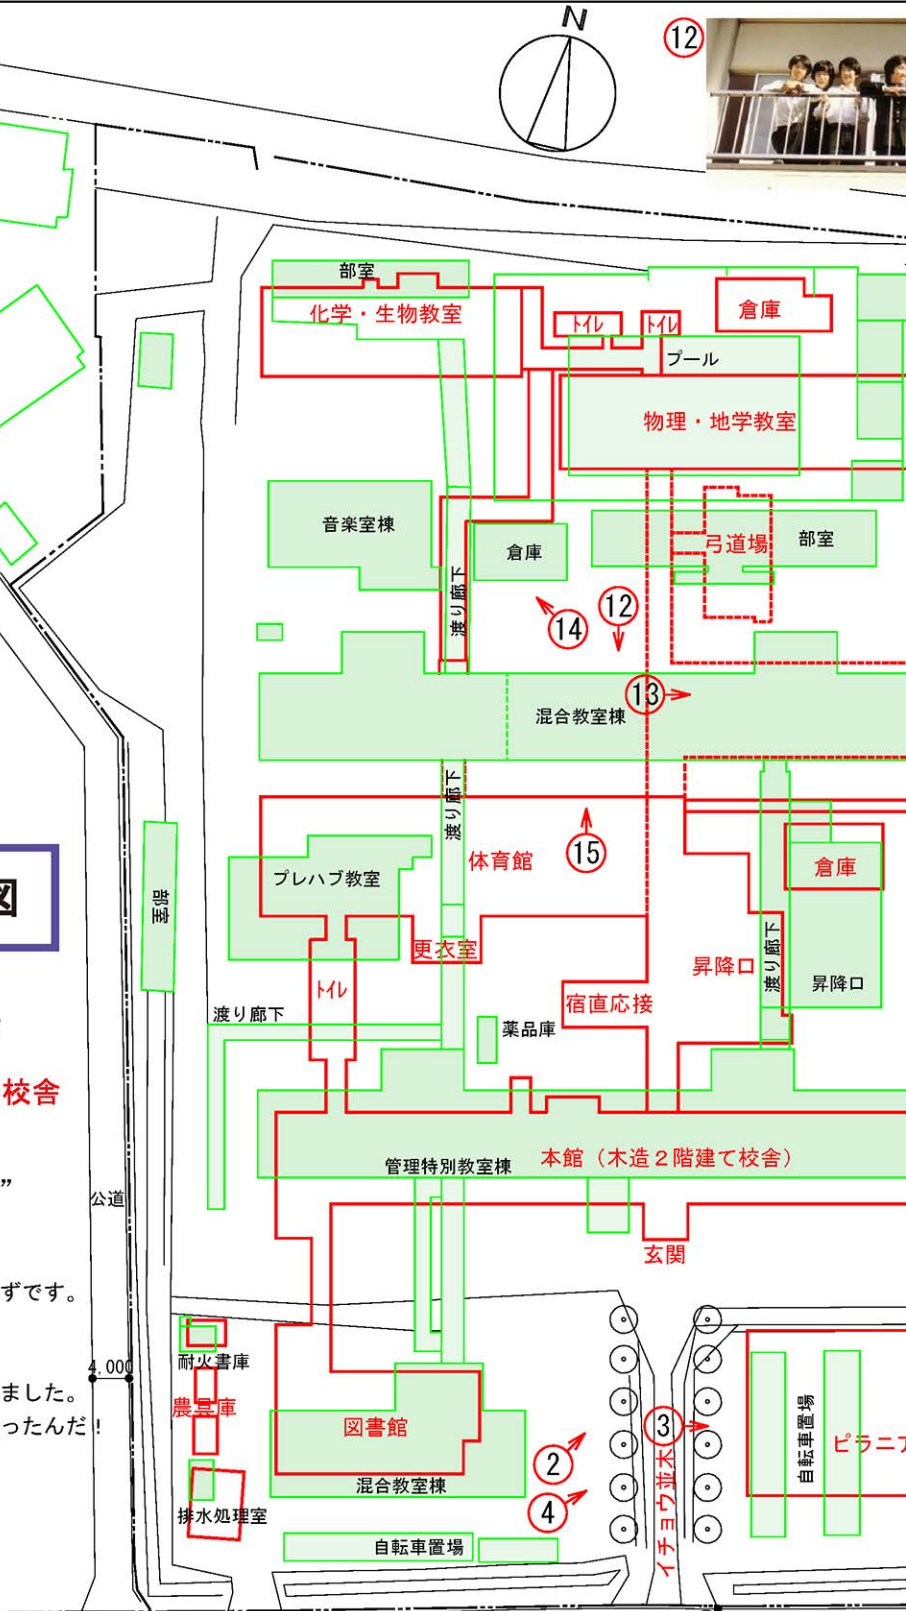 N
12
部室
化学・生物教室
トイレ
トイレ
倉庫
プール
物理・地学教室
音楽室棟
倉庫
弓道場
部室
渡り廊下
14
12
13
混合教室棟
渡り廊下
体育館
15
倉庫
プレハブ教室
図
部室
更衣室
トイレ
昇降口
渡り廊下
昇降口
宿直応接
渡り廊下
薬品庫
校舎
本館（木造２階建て校舎）
管理特別教室棟
”
公道
玄関
ずです。
耐火書庫
4,000
ました。
農具庫
ったんだ！
図書館
3
自転車置場
ピラニア
2
混合教室棟
4
イチョウ並木
排水処理室
自転車置場